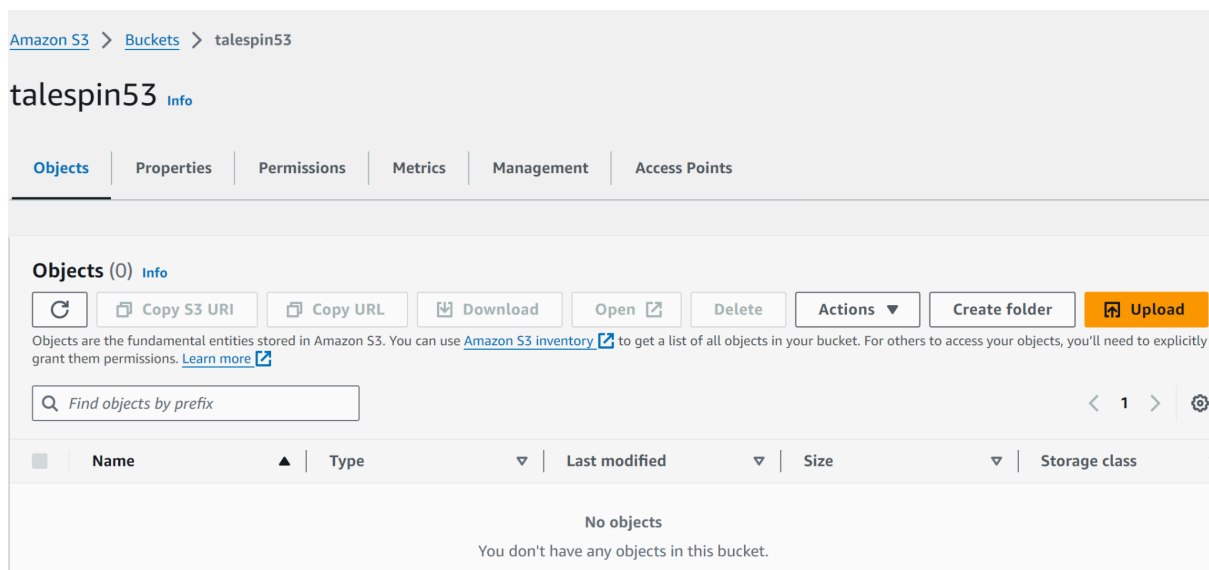 Amazon S3 > Buckets > talespin53
talespin53 Info
Objects Properties Permissions Metrics Management Access Points
Objects (0) Info
Copy S3 URI Copy URL Download Open Delete Actions Create folder Upload
Objects are the fundamental entities stored in Amazon S3. You can use Amazon S3 inventory to get a list of all objects in your bucket. For others to access your objects, you'll need to explicitly
grant them permissions. Learn more
Find objects by prefix
< 1 >
Name Type Last modified Size Storage class
No objects
You don't have any objects in this bucket.